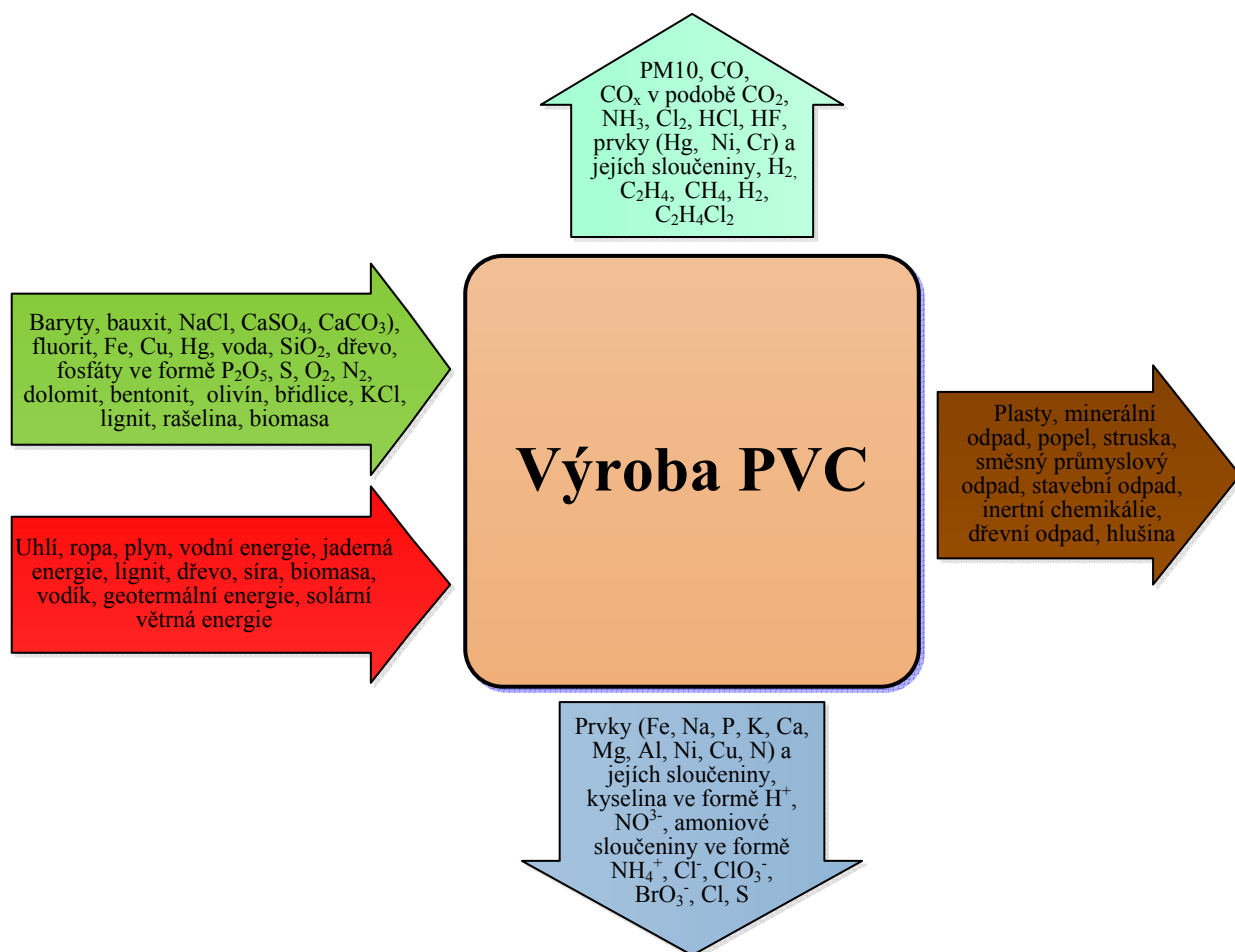 PM10, CO,
COₓ v podobě CO₂,
NH₃, Cl₂, HCl, HF,
prvky (Hg, Ni, Cr) a
jejích sloučeniny, H₂,
C₂H₄, CH₄, H₂,
C₂H₄Cl₂
Baryty, bauxit, NaCl, CaSO₄, CaCO₃),
fluorit, Fe, Cu, Hg, voda, SiO₂, dřevo,
fosfáty ve formě P₂O₅, S, O₂, N₂,
dolomit, bentonit, olivín, břidlice, KCl,
lignit, rašelina, biomasa
Uhlí, ropa, plyn, vodní energie, jaderná
energie, lignit, dřevo, síra, biomasa,
vodík, geotermální energie, solární
větrná energie
Výroba PVC
Plasty, minerální
odpad, popel, struska,
směsný průmyslový
odpad, stavební odpad,
inertní chemikálie,
dřevní odpad, hlušina
Prvky (Fe, Na, P, K, Ca,
Mg, Al, Ni, Cu, N) a
jejích sloučeniny,
kyselina ve formě H⁺,
NO³⁻, amoniové
sloučeniny ve formě
NH₄⁺, Cl⁻, ClO₃⁻,
BrO₃⁻, Cl, S